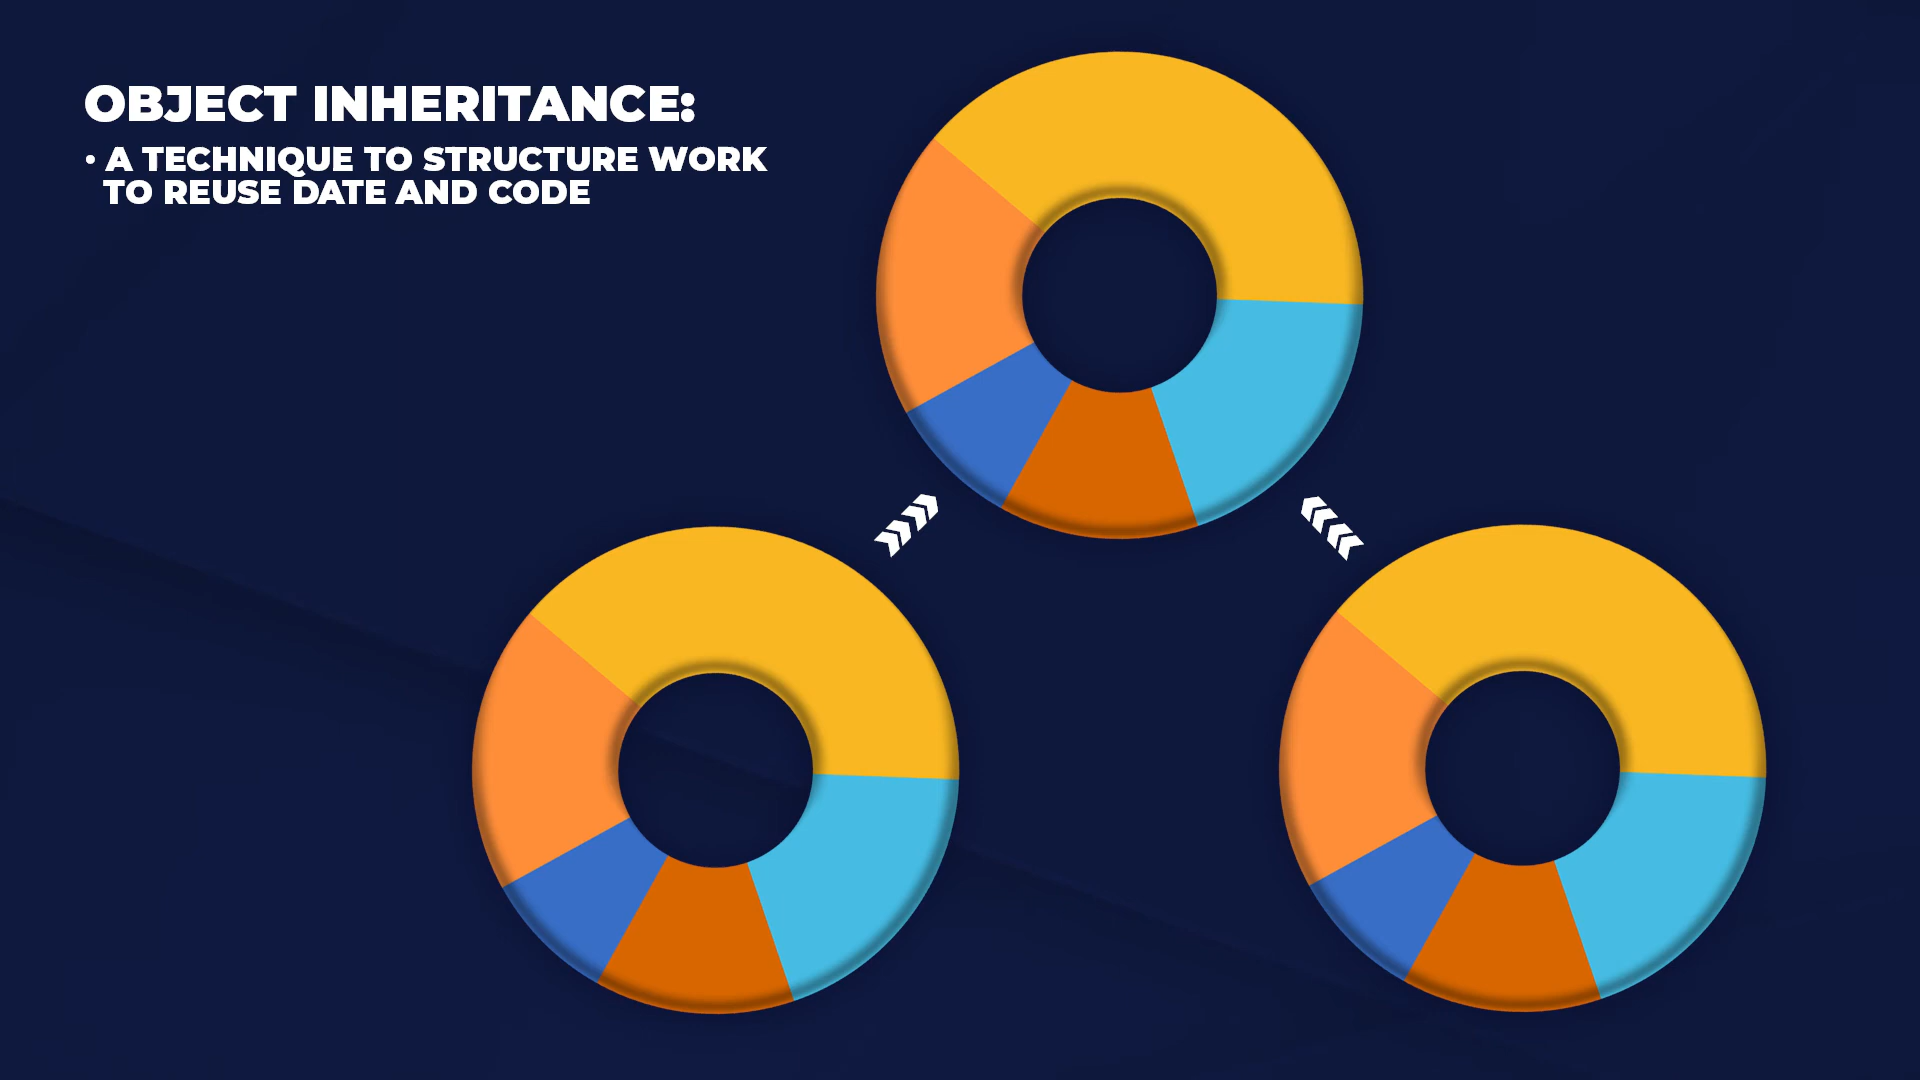 OBJECT INHERITANCE:
• A TECHNIQUE TO STRUCTURE WORK
TO REUSE DATE AND CODE